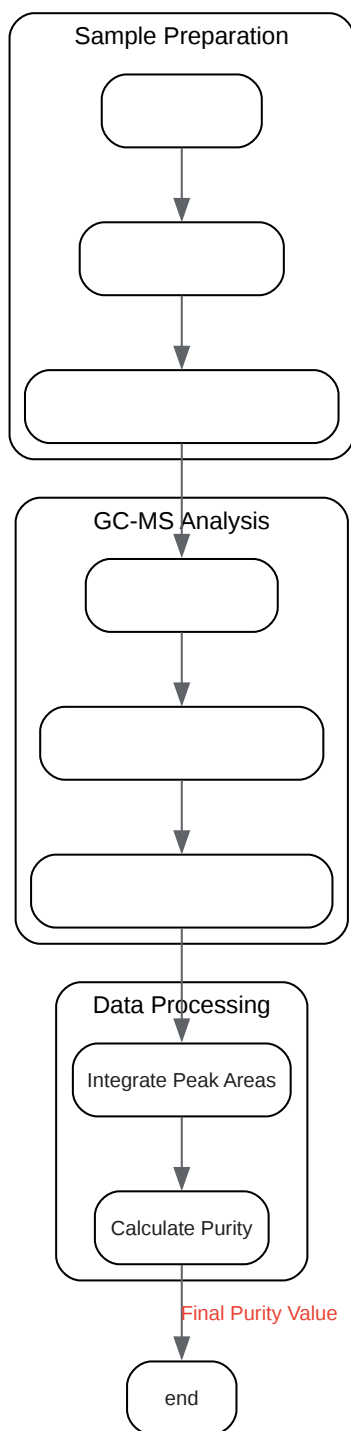 Sample Preparation
GC-MS Analysis
Data Processing
Integrate Peak Areas
Calculate Purity
Final Purity Value
end